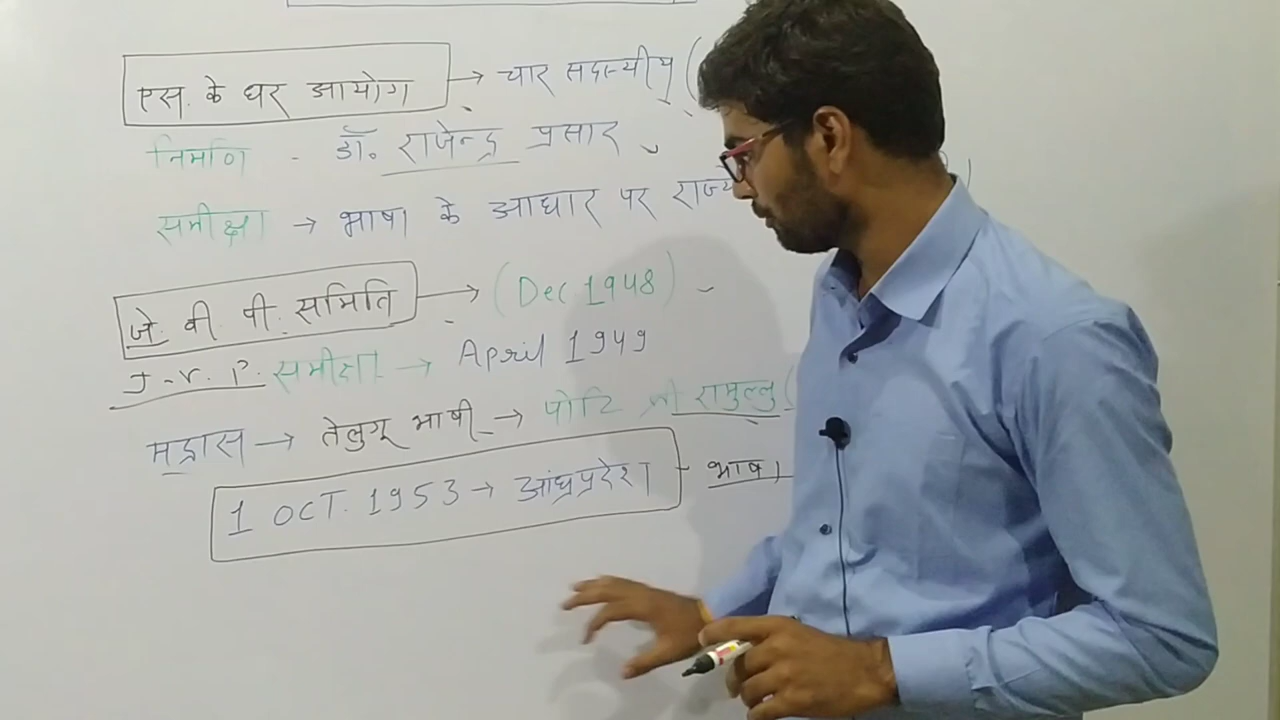 एस. के धर आयोग → चार सदस्यीय (
निर्माण - डॉ. राजेन्द्र प्रसार
समीक्षा → भाषा के आधार पर राज्य
जे. वी. पी. समिति → (Dec 1948)
J.V.P. समीक्षा → April 1949
मद्रास → तेलुगू भाषी → पोटि श्री रामुल्लु (
1 OCT. 1953 → आंध्रप्रदेश - भाषा